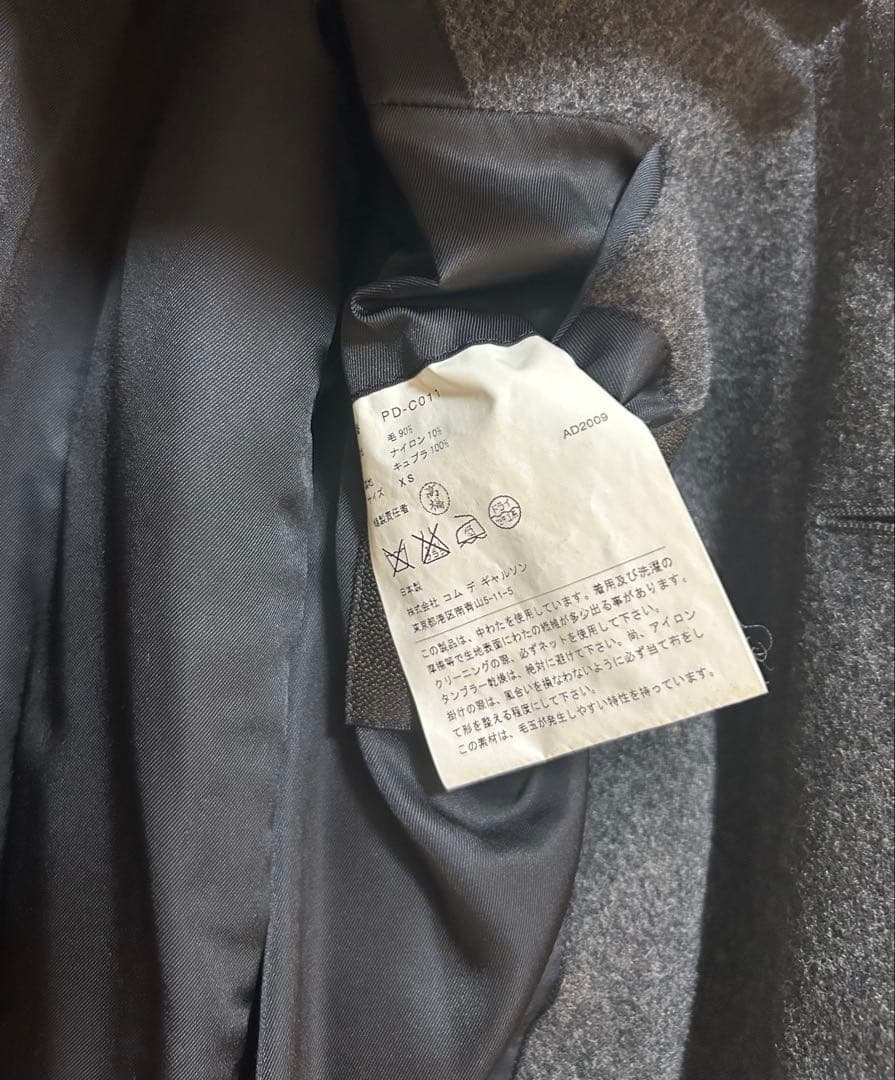 PD-C011
AD2009
毛 90%
ナイロン 10%
キュプラ 100%
サイズ XS
縫製責任者 高橋
ドライ
日本製
株式会社 コム デ ギャルソン
東京都港区南青山5-11-5
この製品は、中わたを使用しています。着用及び洗濯の
摩擦等で生地表面にわたの繊維が多少出る事があります。
クリーニングの際、必ずネットを使用して下さい。
タンブラー乾燥は、絶対に避けて下さい。尚、アイロン
掛けの際は、風合いを損なわないように必ず当て布をし
て形を整える程度にして下さい。
この素材は、毛玉が発生しやすい特性を持っています。